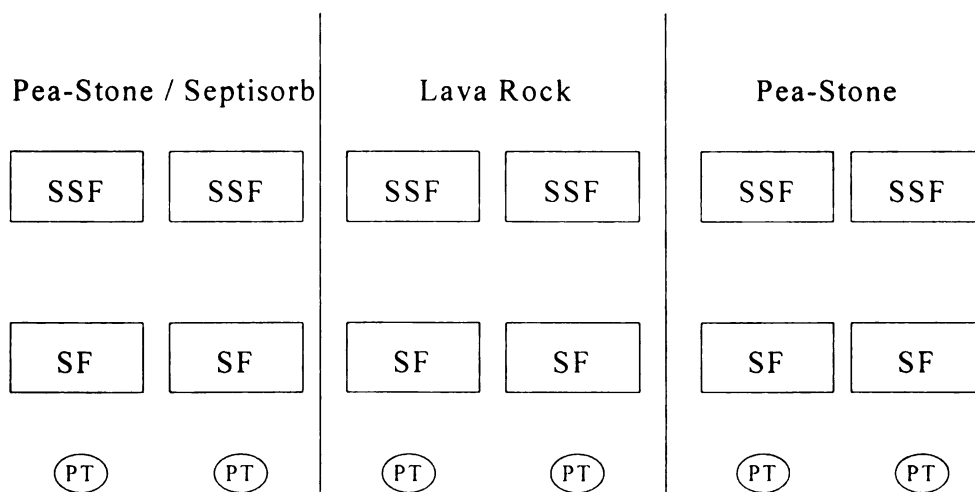 Pea-Stone / Septisorb Lava Rock Pea-Stone
SSF SSF SSF SSF SSF SSF
SF SF SF SF SF SF
PT PT PT PT PT PT